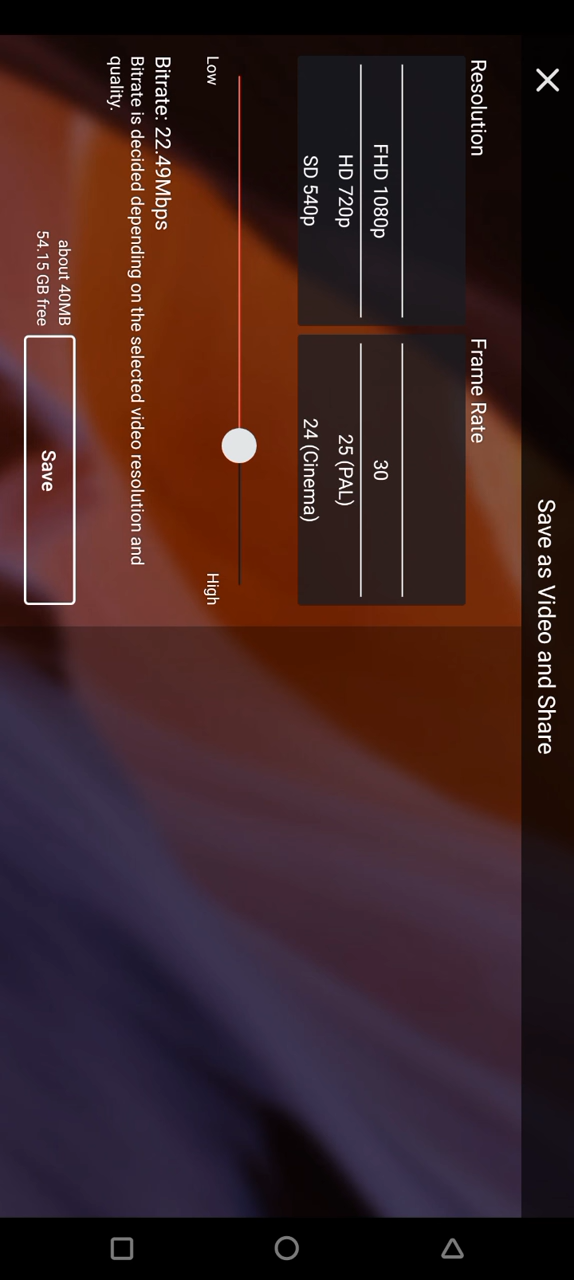 Save as Video and Share
Resolution
Frame Rate
FHD 1080p
HD 720p
SD 540p
30
25 (PAL)
24 (Cinema)
Low
High
Bitrate: 22.49Mbps
Bitrate is decided depending on the selected video resolution and
quality.
about 40MB
54.15 GB free
Save